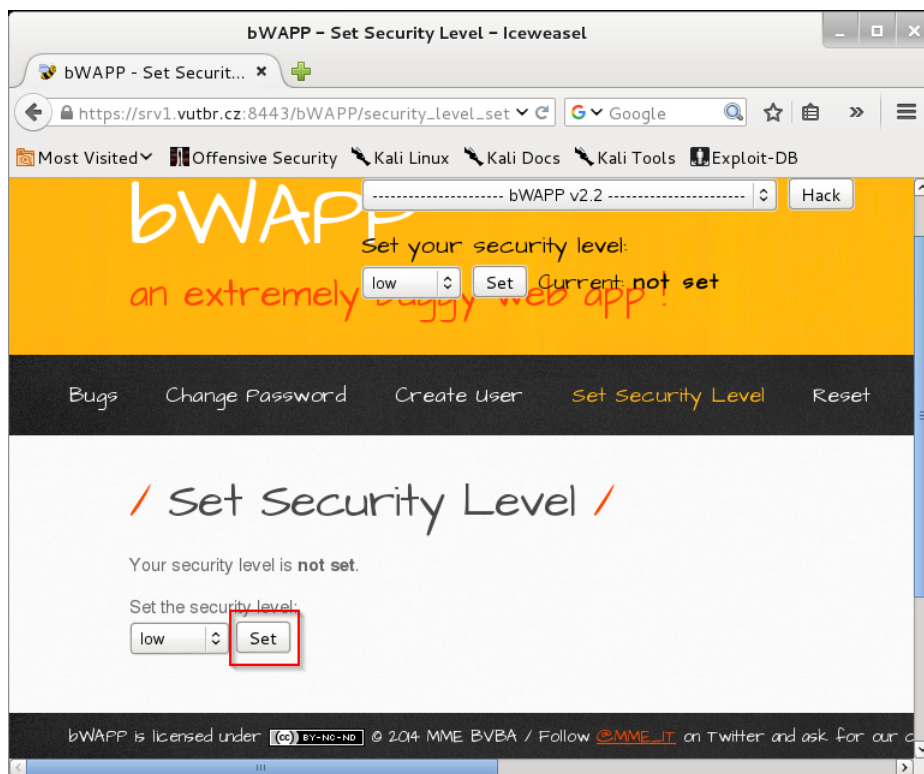 bWAPP – Set Security Level – Iceweasel
bWAPP - Set Securit...
https://srv1.vutbr.cz:8443/bWAPP/security_level_set
Google
Most Visited Offensive Security Kali Linux Kali Docs Kali Tools Exploit-DB
bWAPP
-------------------- bWAPP v2.2 --------------------- Hack
Set your security level:
low Set Current: not set
an extremely buggy web app !
Bugs Change Password Create User Set Security Level Reset
/ Set Security Level /
Your security level is not set.
Set the security level:
low Set
bWAPP is licensed under (cc) BY-NC-ND © 2014 MME BVBA / Follow @MME_IT on Twitter and ask for our